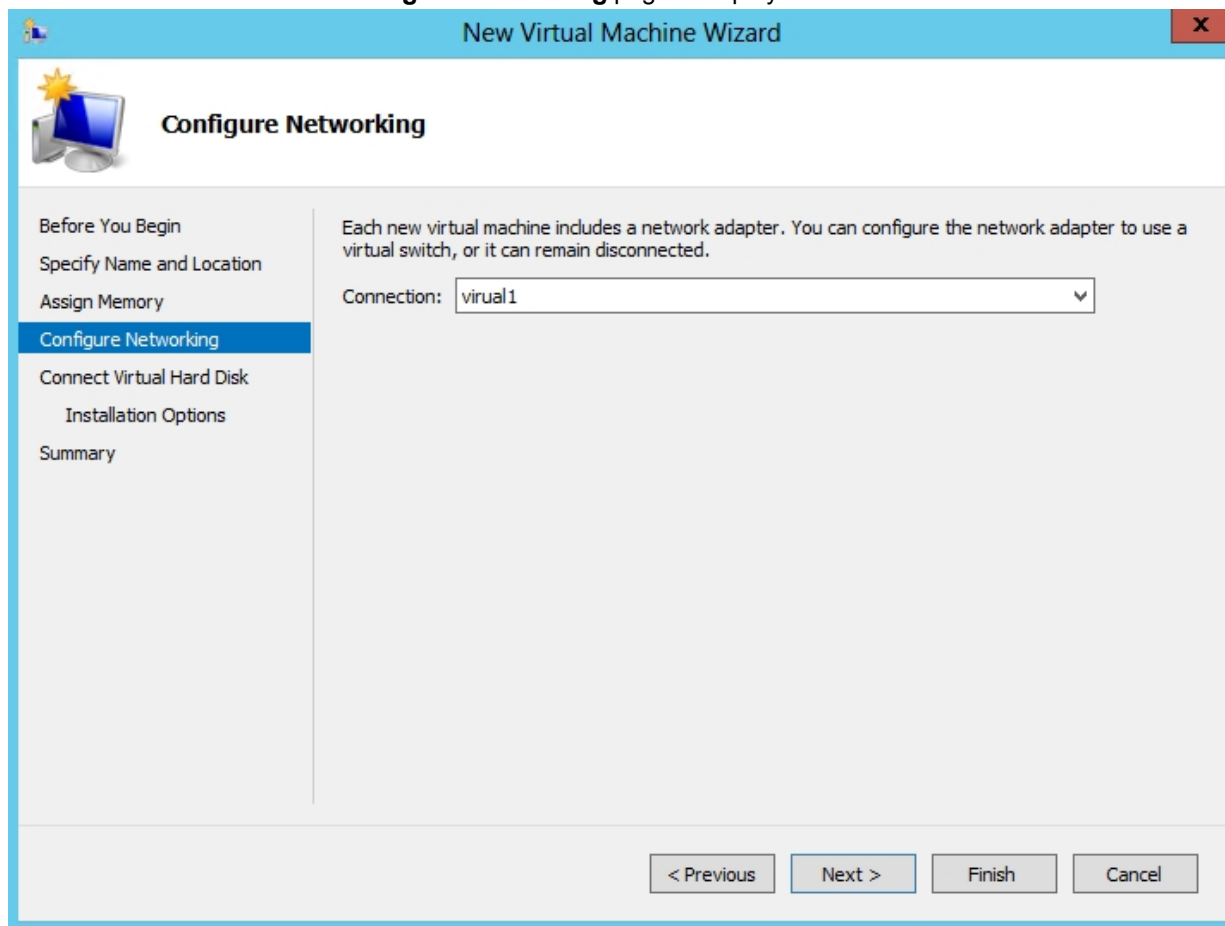 New Virtual Machine Wizard
x
Configure Networking
Before You Begin
Specify Name and Location
Assign Memory
Configure Networking
Connect Virtual Hard Disk
Installation Options
Summary
Each new virtual machine includes a network adapter. You can configure the network adapter to use a
virtual switch, or it can remain disconnected.
Connection: virual1
< Previous
Next >
Finish
Cancel